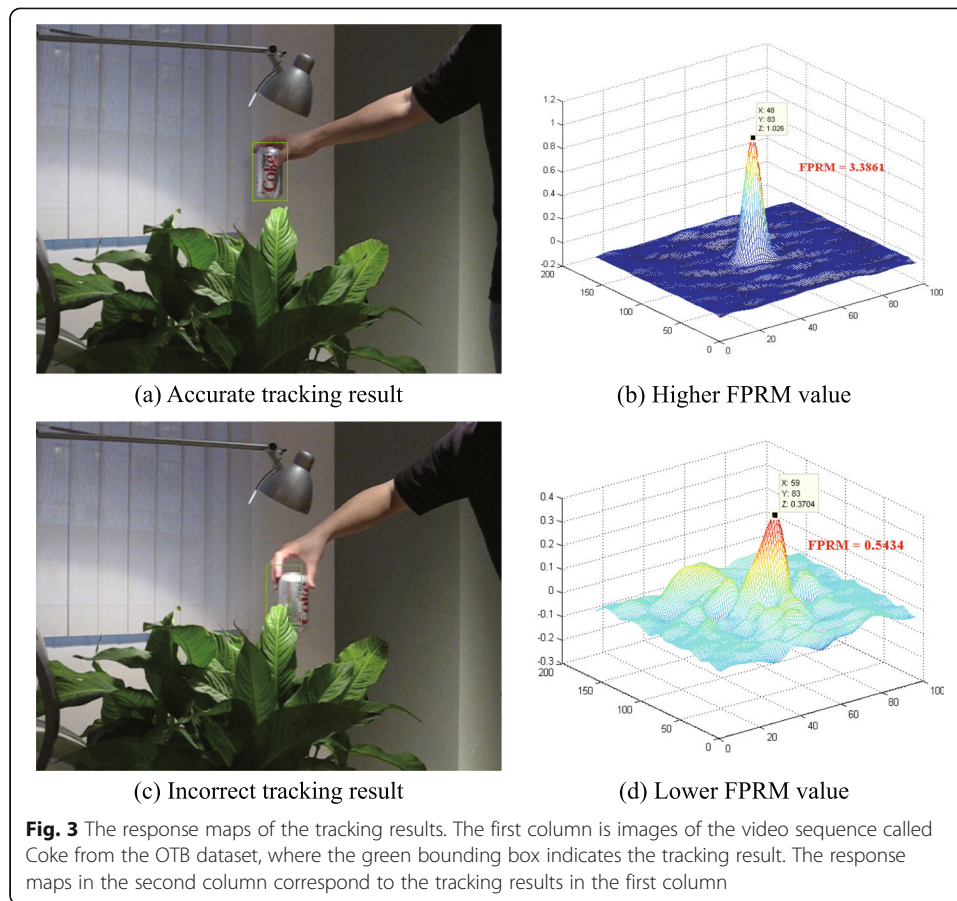 Coke
X: 48
Y: 83
Z: 1.026
FPRM = 3.3861
1.2
1
0.8
0.6
0.4
0.2
0
-0.2
200
150
100
50
0
0
20
40
60
80
100
(a) Accurate tracking result
(b) Higher FPRM value
Coke
X: 59
Y: 83
Z: 0.3704
FPRM = 0.5434
0.4
0.3
0.2
0.1
0
-0.1
-0.2
-0.3
200
150
100
50
0
0
20
40
60
80
100
(c) Incorrect tracking result
(d) Lower FPRM value
Fig. 3 The response maps of the tracking results. The first column is images of the video sequence called
Coke from the OTB dataset, where the green bounding box indicates the tracking result. The response
maps in the second column correspond to the tracking results in the first column